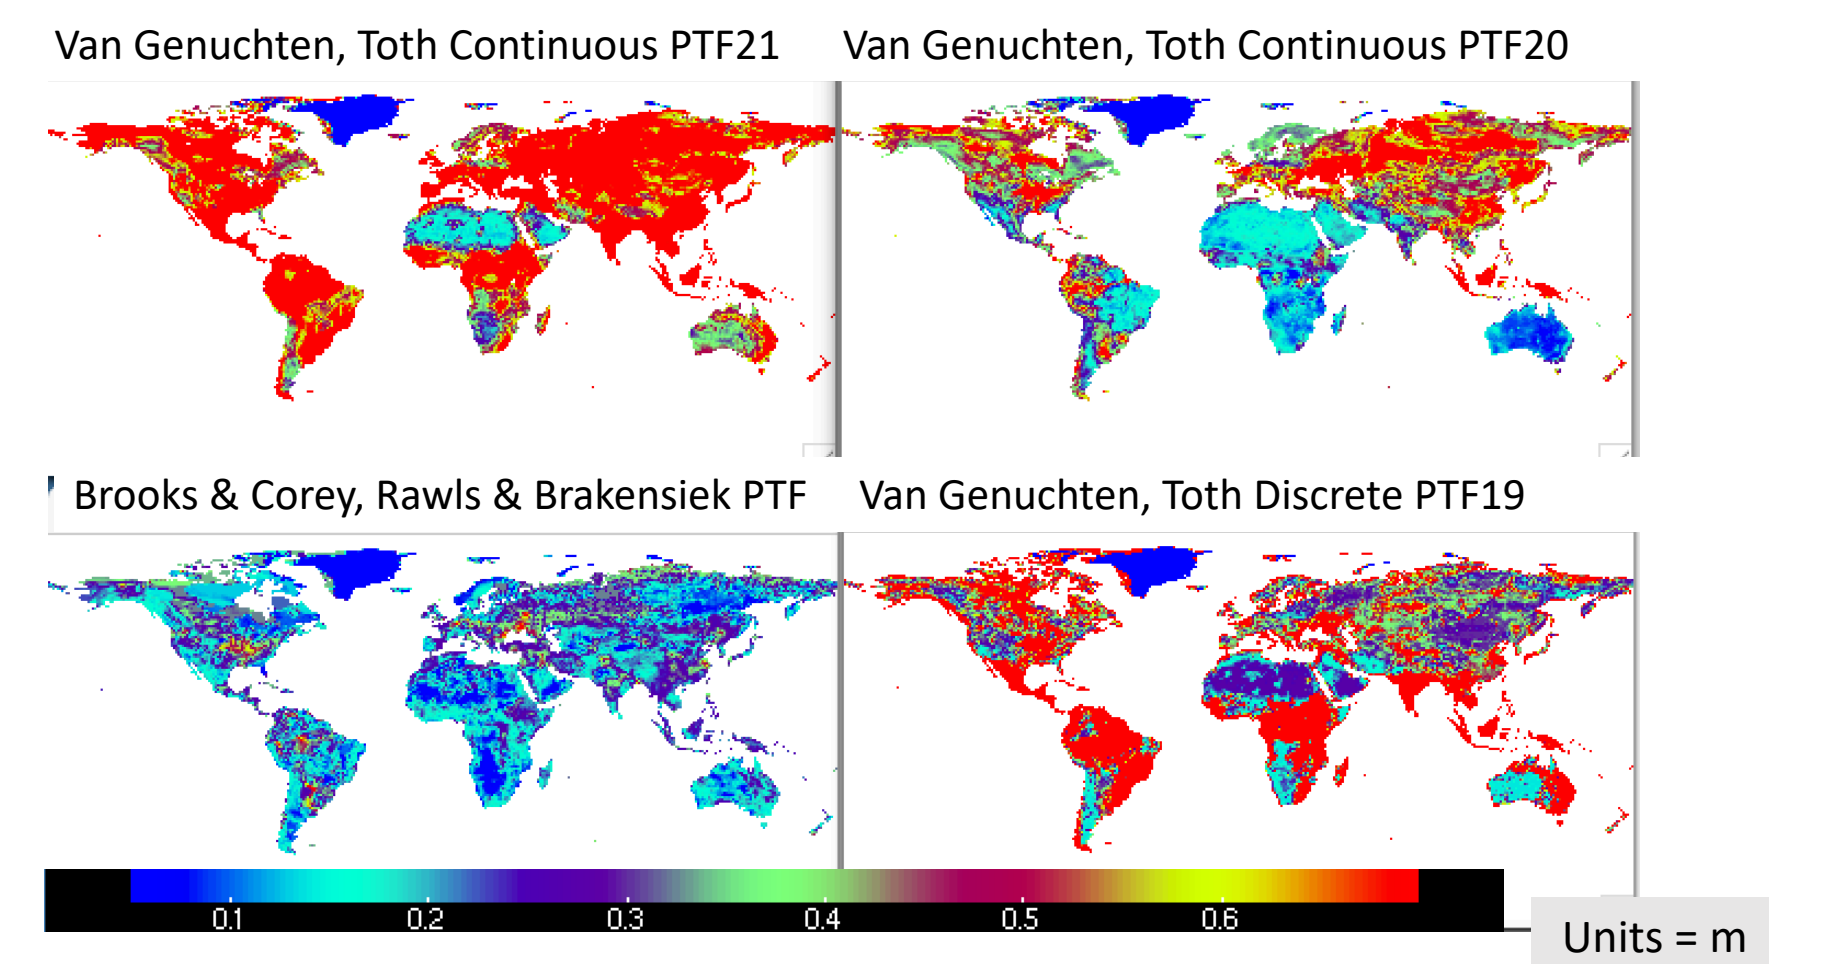 Van Genuchten, Toth Continuous PTF21
Van Genuchten, Toth Continuous PTF20
Brooks & Corey, Rawls & Brakensiek PTF
Van Genuchten, Toth Discrete PTF19
0.1 0.2 0.3 0.4 0.5 0.6
Units = m